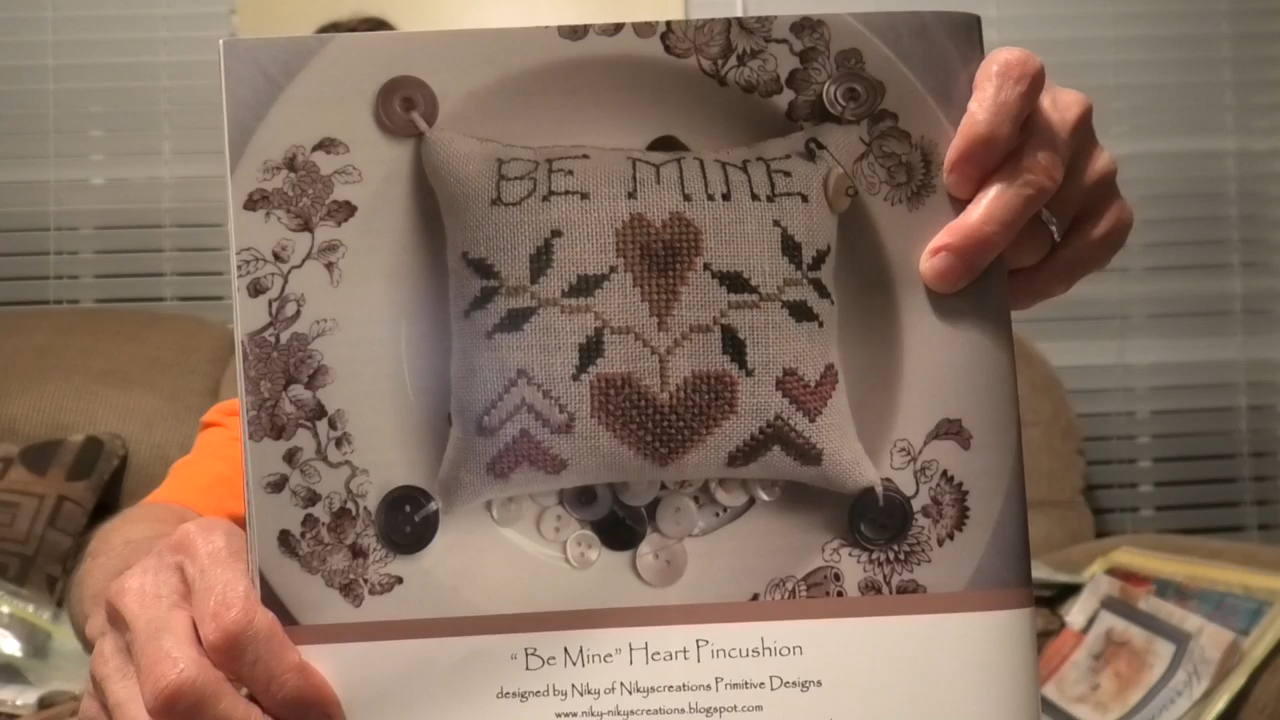 BE MINE
“Be Mine” Heart Pincushion
designed by Niky of Nikyscreations Primitive Designs
www.niky-nikyscreations.blogspot.com